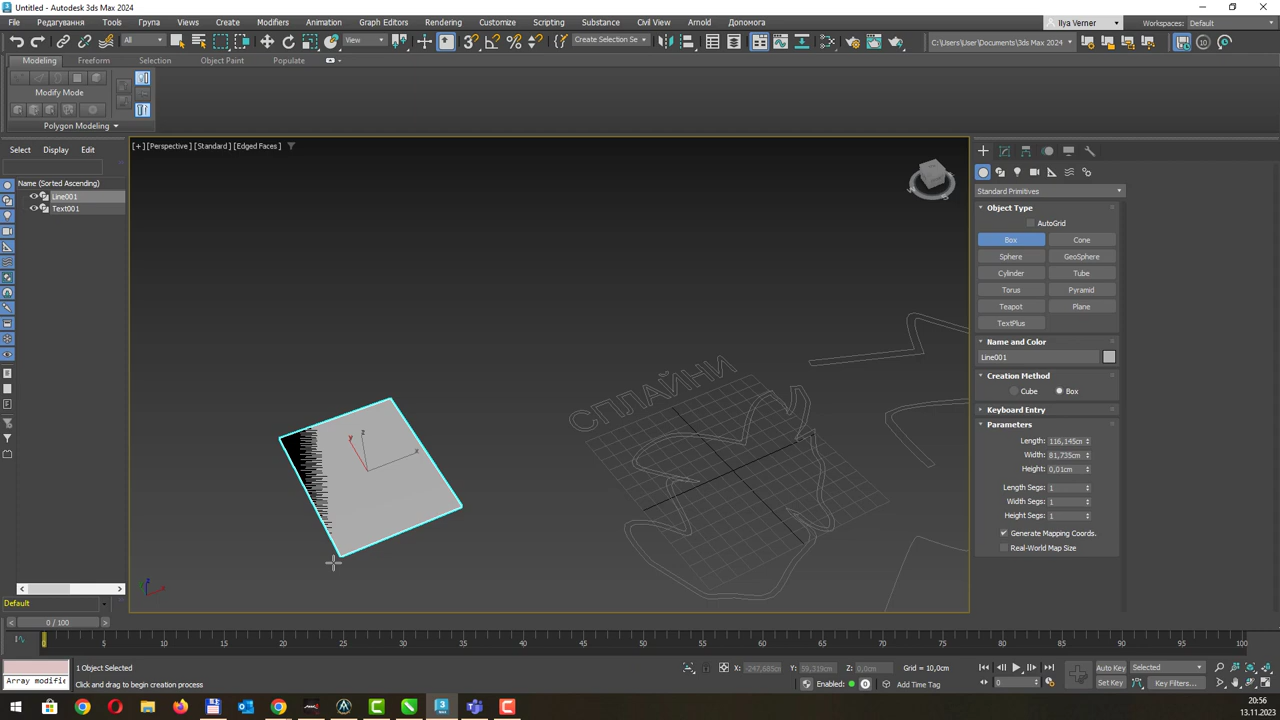 Untitled - Autodesk 3ds Max 2024
File Редагування Tools Група Views Create Modifiers Animation Graph Editors Rendering Customize Scripting Substance Civil View Arnold Допомога
Ilya Verner Workspaces: Default
All View Create Selection Se C:\Users\User\Documents\3ds Max 2024
Modeling Freeform Selection Object Paint Populate
Modify Mode
Polygon Modeling
Select Display Edit
Name (Sorted Ascending)
Line001
Text001
[+] [Perspective] [Standard] [Edged Faces]
СПЛАЙНИ
z
y
x
Standard Primitives
Object Type
AutoGrid
Box Cone
Sphere GeoSphere
Cylinder Tube
Torus Pyramid
Teapot Plane
TextPlus
Name and Color
Line001
Creation Method
Cube Box
Keyboard Entry
Parameters
Length: 116,145cm
Width: 81,735cm
Height: 0,01cm
Length Segs: 1
Width Segs: 1
Height Segs: 1
Generate Mapping Coords.
Real-World Map Size
Default
0 / 100
0 5 10 15 20 25 30 35 40 45 50 55 60 65 70 75 80 85 90 95 100
1 Object Selected X: -247,685cm Y: 59,319cm Z: 0,0cm Grid = 10,0cm Auto Key Selected
Array modifie Click and drag to begin creation process Enabled: Add Time Tag 0 Set Key Key Filters...
20:56
13.11.2023